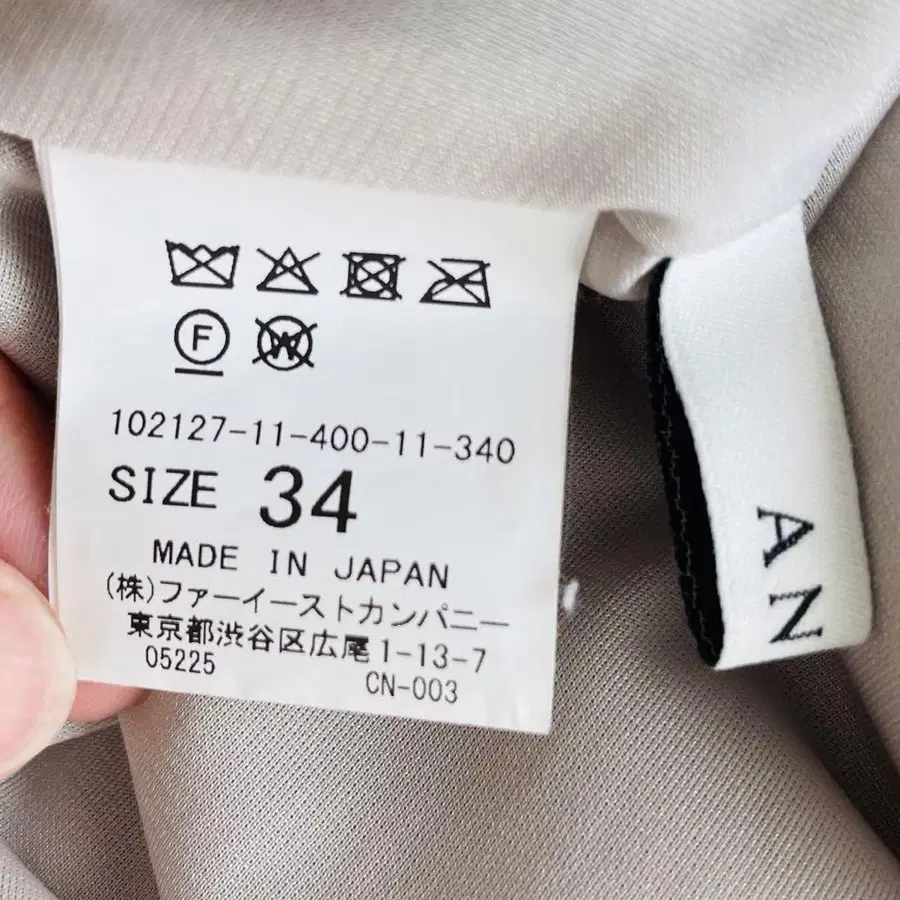 F
W
102127-11-400-11-340
SIZE 34
MADE IN JAPAN
(株)ファーイーストカンパニー
東京都渋谷区広尾1-13-7
05225 CN-003
AN